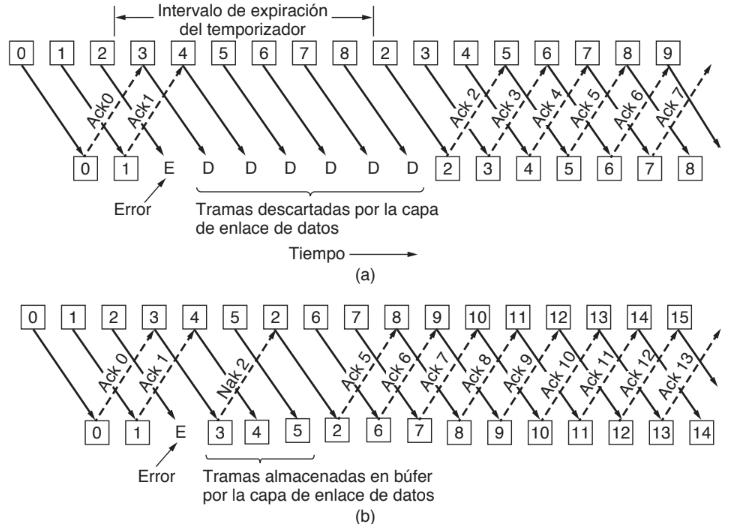 Intervalo de expiración
del temporizador
0 1 2 3 4 5 6 7 8 2 3 4 5 6 7 8 9
Ack0 Ack1 Ack 2 Ack 3 Ack 4 Ack 5 Ack 6 Ack 7
0 1 E D D D D D D 2 3 4 5 6 7 8
Error
Tramas descartadas por la capa
de enlace de datos
Tiempo
(a)
0 1 2 3 4 5 2 6 7 8 9 10 11 12 13 14 15
Ack 0 Ack 1 Nak 2 Ack 5 Ack 6 Ack 7 Ack 8 Ack 9 Ack 10 Ack 11 Ack 12 Ack 13
0 1 E 3 4 5 2 6 7 8 9 10 11 12 13 14
Error
Tramas almacenadas en búfer
por la capa de enlace de datos
(b)